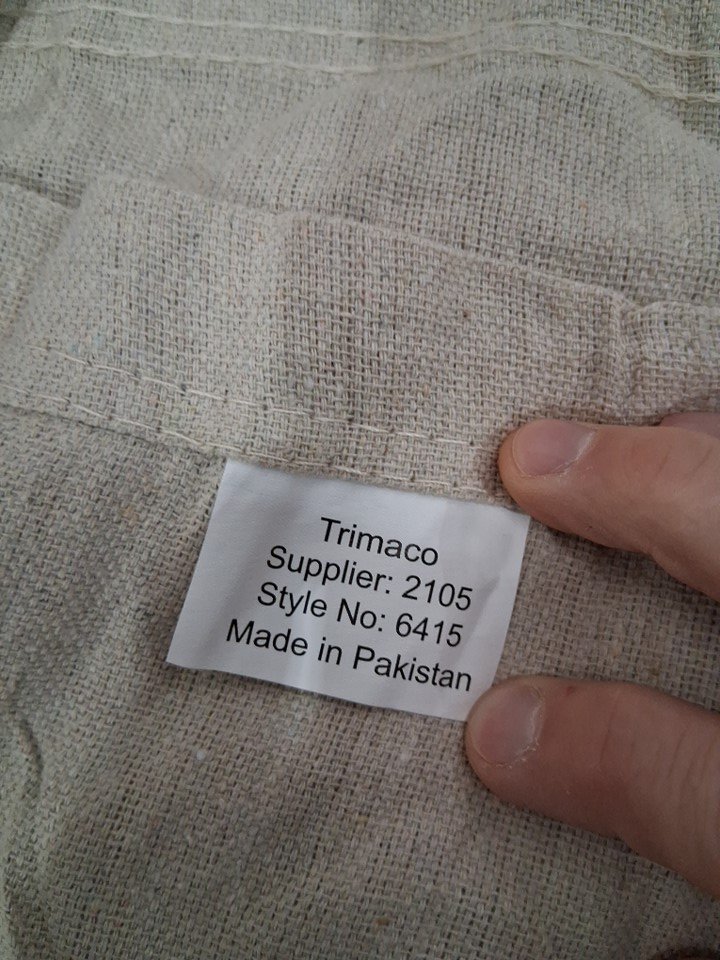 Trimaco
Supplier: 2105
Style No: 6415
Made in Pakistan